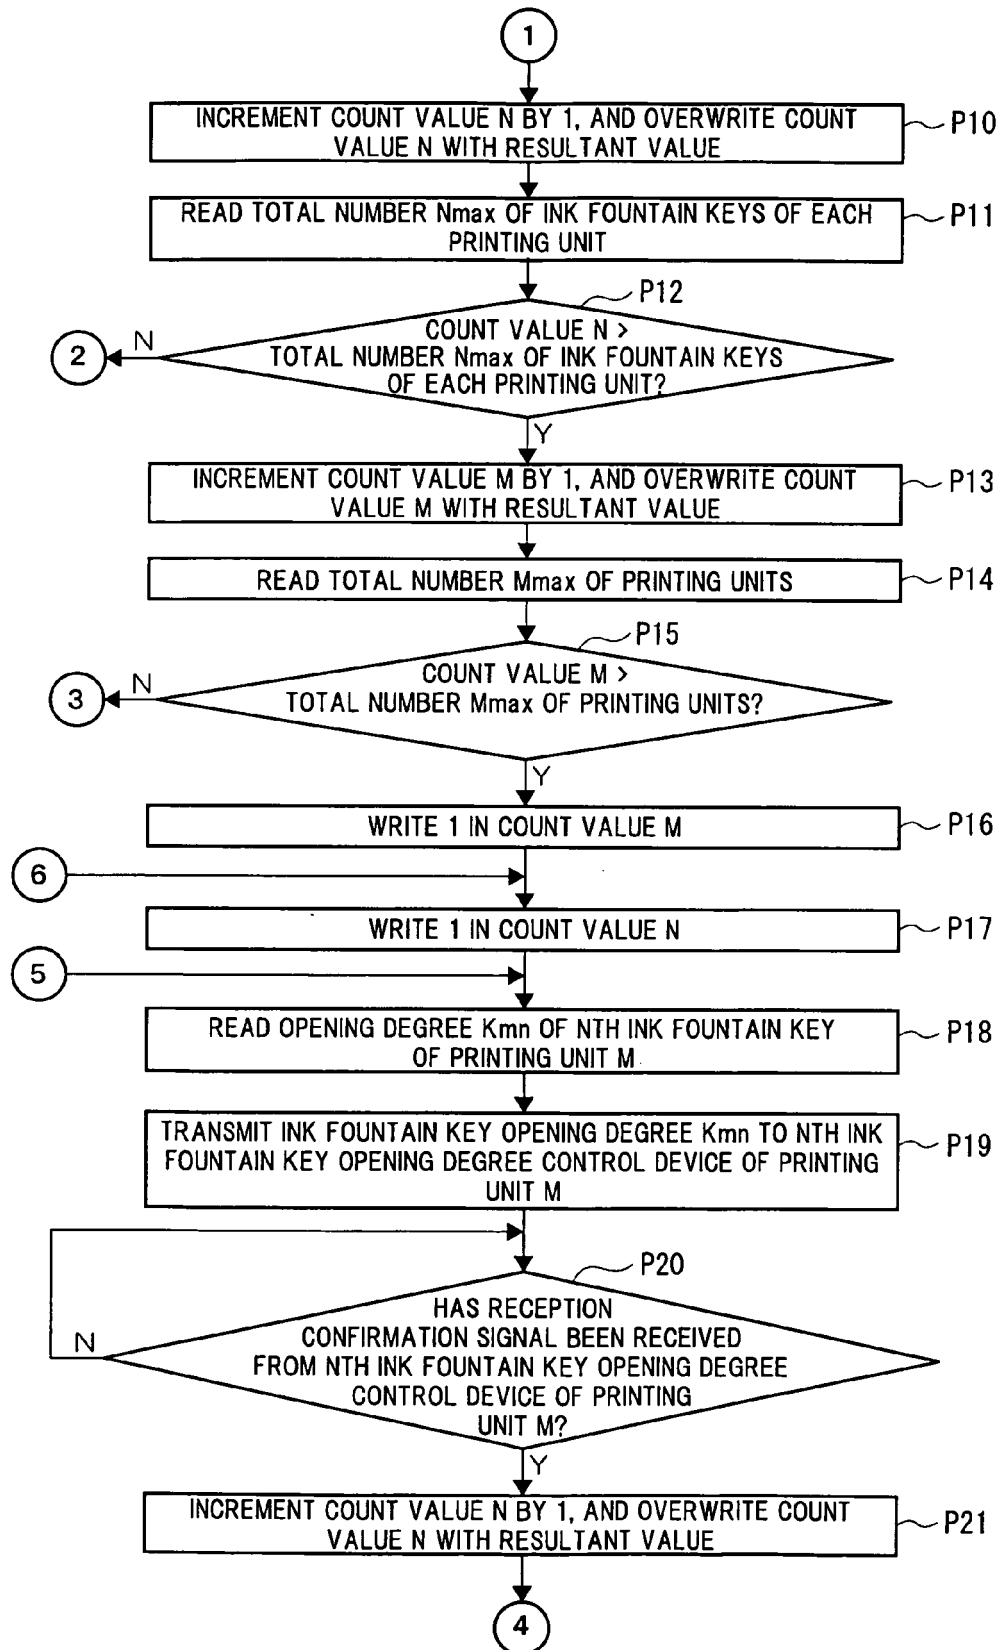 1
INCREMENT COUNT VALUE N BY 1, AND OVERWRITE COUNT
VALUE N WITH RESULTANT VALUE
P10
READ TOTAL NUMBER Nmax OF INK FOUNTAIN KEYS OF EACH
PRINTING UNIT
P11
P12
COUNT VALUE N >
TOTAL NUMBER Nmax OF INK FOUNTAIN KEYS
OF EACH PRINTING UNIT?
N
2
Y
INCREMENT COUNT VALUE M BY 1, AND OVERWRITE COUNT
VALUE M WITH RESULTANT VALUE
P13
READ TOTAL NUMBER Mmax OF PRINTING UNITS
P14
P15
COUNT VALUE M >
TOTAL NUMBER Mmax OF PRINTING UNITS?
N
3
Y
WRITE 1 IN COUNT VALUE M
P16
6
WRITE 1 IN COUNT VALUE N
P17
5
READ OPENING DEGREE Kmn OF NTH INK FOUNTAIN KEY
OF PRINTING UNIT M
P18
TRANSMIT INK FOUNTAIN KEY OPENING DEGREE Kmn TO NTH INK
FOUNTAIN KEY OPENING DEGREE CONTROL DEVICE OF PRINTING
UNIT M
P19
P20
HAS RECEPTION
CONFIRMATION SIGNAL BEEN RECEIVED
FROM NTH INK FOUNTAIN KEY OPENING DEGREE
CONTROL DEVICE OF PRINTING
UNIT M?
N
Y
INCREMENT COUNT VALUE N BY 1, AND OVERWRITE COUNT
VALUE N WITH RESULTANT VALUE
P21
4